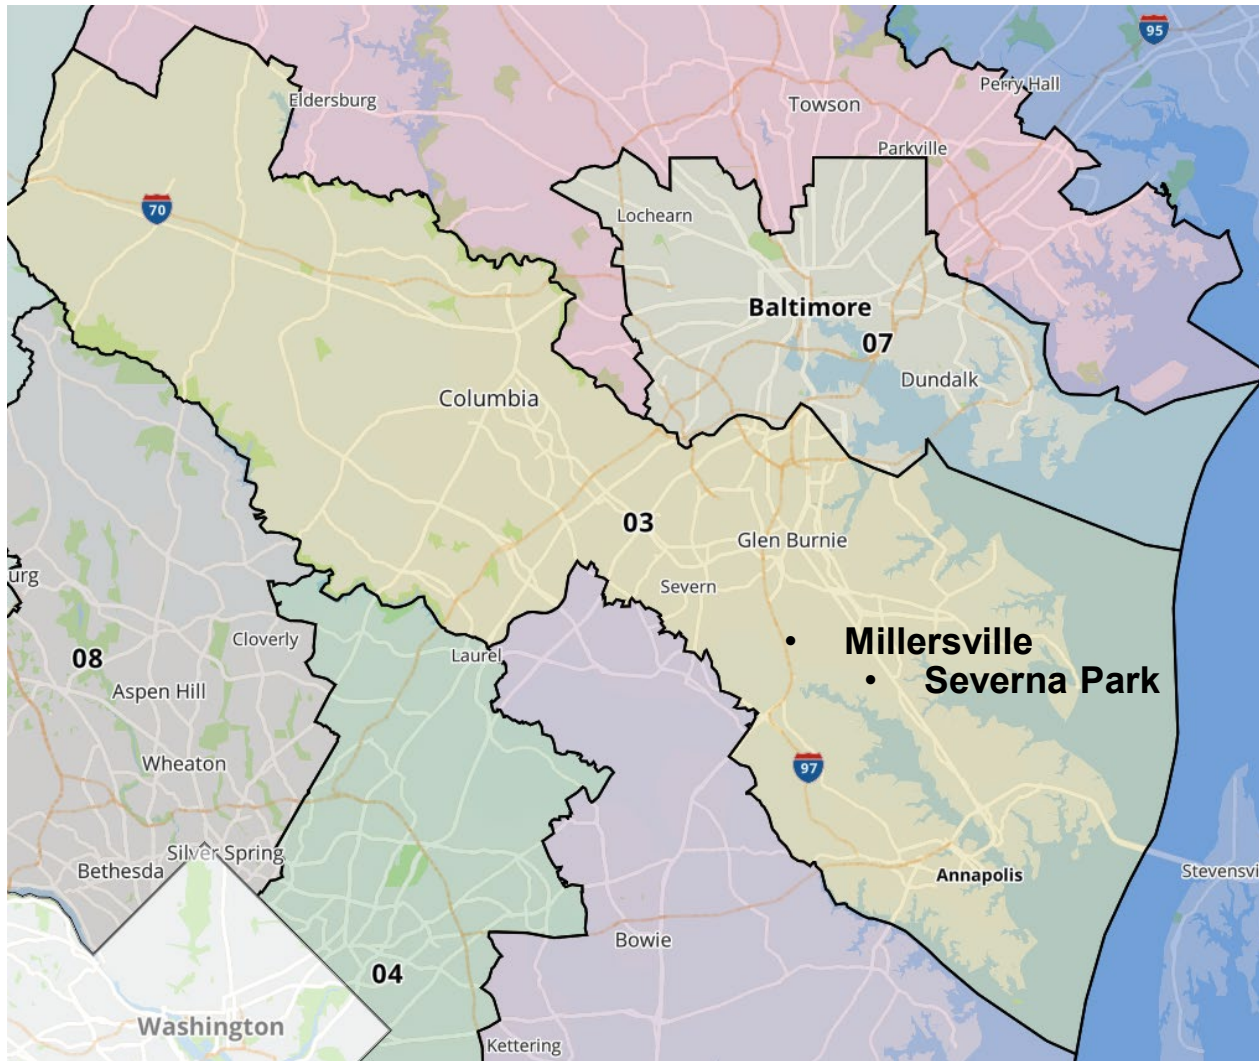 95
Perry Hall
Eldersburg
Towson
Parkville
70
Lochearn
Baltimore
07
Dundalk
Columbia
03
Glen Burnie
urg
Severn
Cloverly
Laurel
• Millersville
08
• Severna Park
Aspen Hill
Wheaton
97
Silver Spring
Bethesda
Annapolis
Stevensvi
Bowie
04
Washington
Kettering